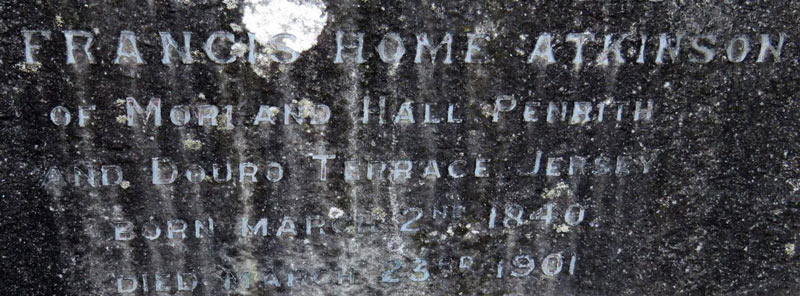 FRANCIS HOME ATKINSON
OF MORLAND HALL PENRITH
AND DOURO TERRACE JERSEY
BORN MARCH 2ND 1840
DIED MARCH 23RD 1901